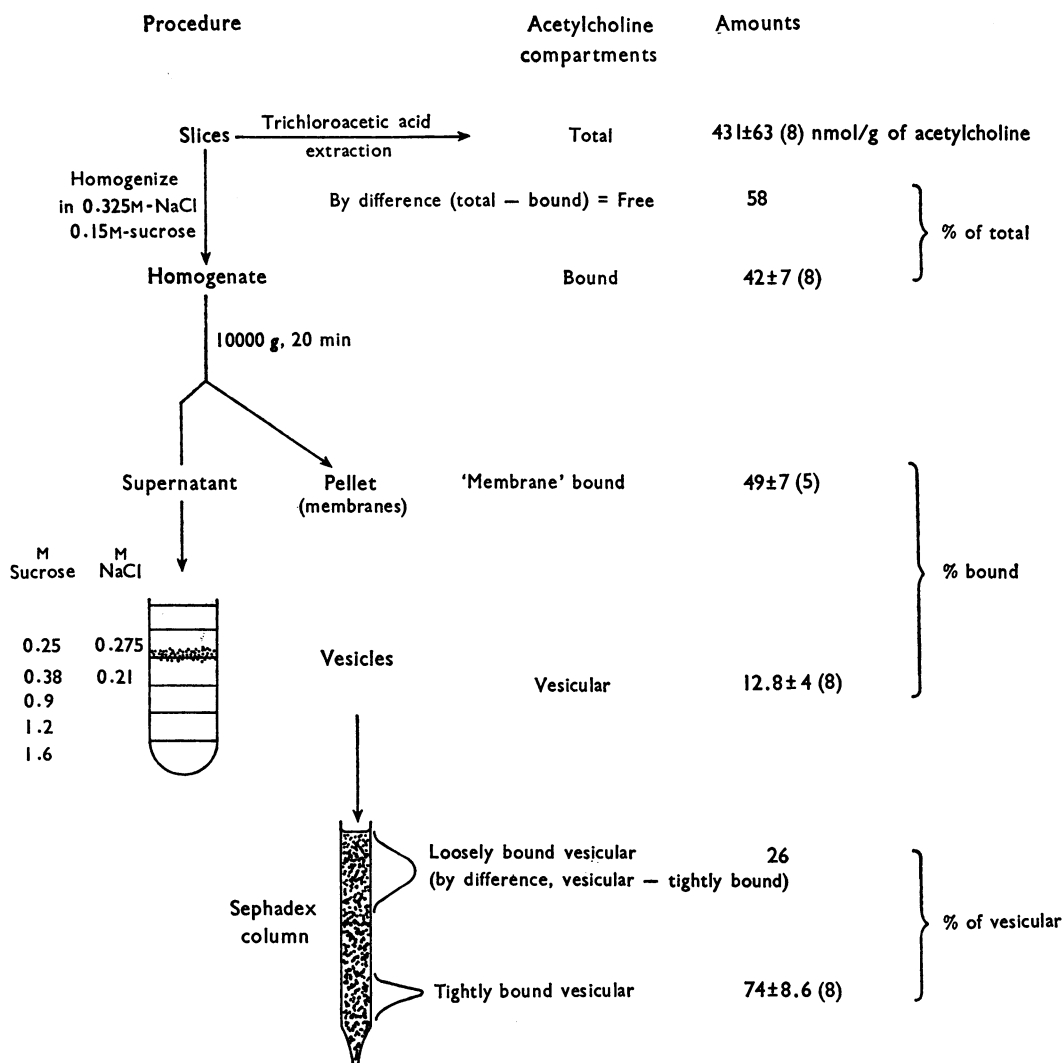 Procedure
Acetylcholine
compartments
Amounts
Slices
Trichloroacetic acid
extraction
Total
431±63 (8) nmol/g of acetylcholine
Homogenize
in 0.325M-NaCl
0.15M-sucrose
By difference (total — bound) = Free
58
% of total
Homogenate
Bound
42±7 (8)
10000 g, 20 min
Supernatant
Pellet
(membranes)
'Membrane' bound
49±7 (5)
% bound
M
Sucrose
M
NaCl
0.25
0.275
0.38
0.21
0.9
1.2
1.6
Vesicles
Vesicular
12.8±4 (8)
Sephadex
column
Loosely bound vesicular
(by difference, vesicular — tightly bound)
26
% of vesicular
Tightly bound vesicular
74±8.6 (8)